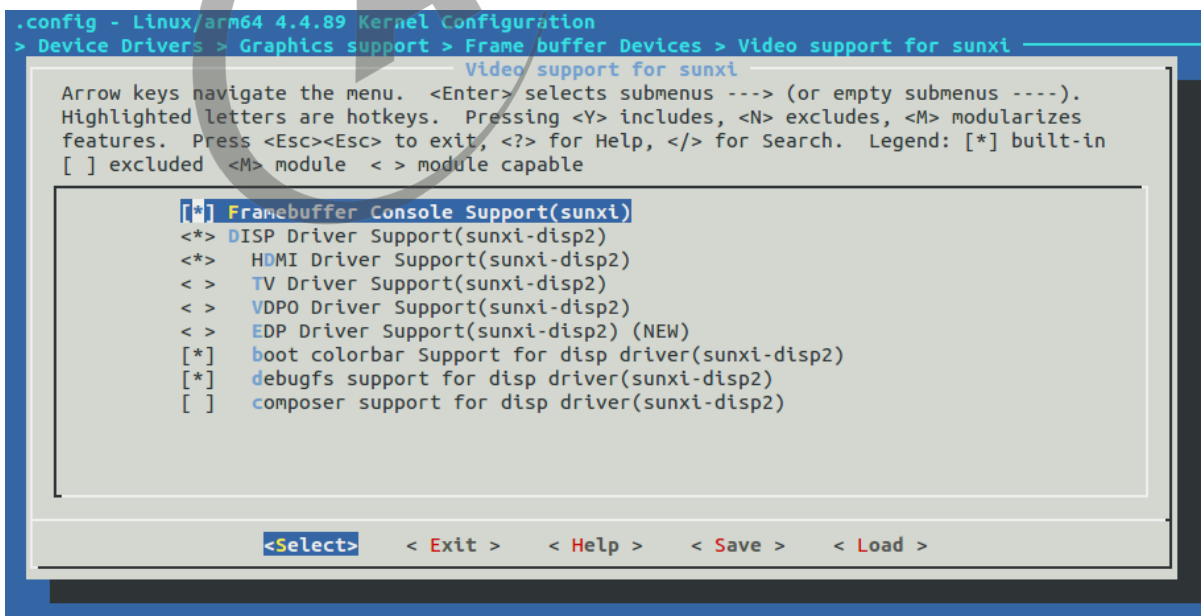 .config - Linux/arm64 4.4.89 Kernel Configuration
> Device Drivers > Graphics support > Frame buffer Devices > Video support for sunxi
Video support for sunxi
Arrow keys navigate the menu.  <Enter> selects submenus ---> (or empty submenus ----).
Highlighted letters are hotkeys.  Pressing <Y> includes, <N> excludes, <M> modularizes
features.  Press <Esc><Esc> to exit, <?> for Help, </> for Search.  Legend: [*] built-in
[ ] excluded  <M> module  < > module capable
[*] Framebuffer Console Support(sunxi)
<*> DISP Driver Support(sunxi-disp2)
<*>   HDMI Driver Support(sunxi-disp2)
< >   TV Driver Support(sunxi-disp2)
< >   VDPO Driver Support(sunxi-disp2)
< >   EDP Driver Support(sunxi-disp2) (NEW)
[*]   boot colorbar Support for disp driver(sunxi-disp2)
[*]   debugfs support for disp driver(sunxi-disp2)
[ ]   composer support for disp driver(sunxi-disp2)
<Select>    < Exit >    < Help >    < Save >    < Load >